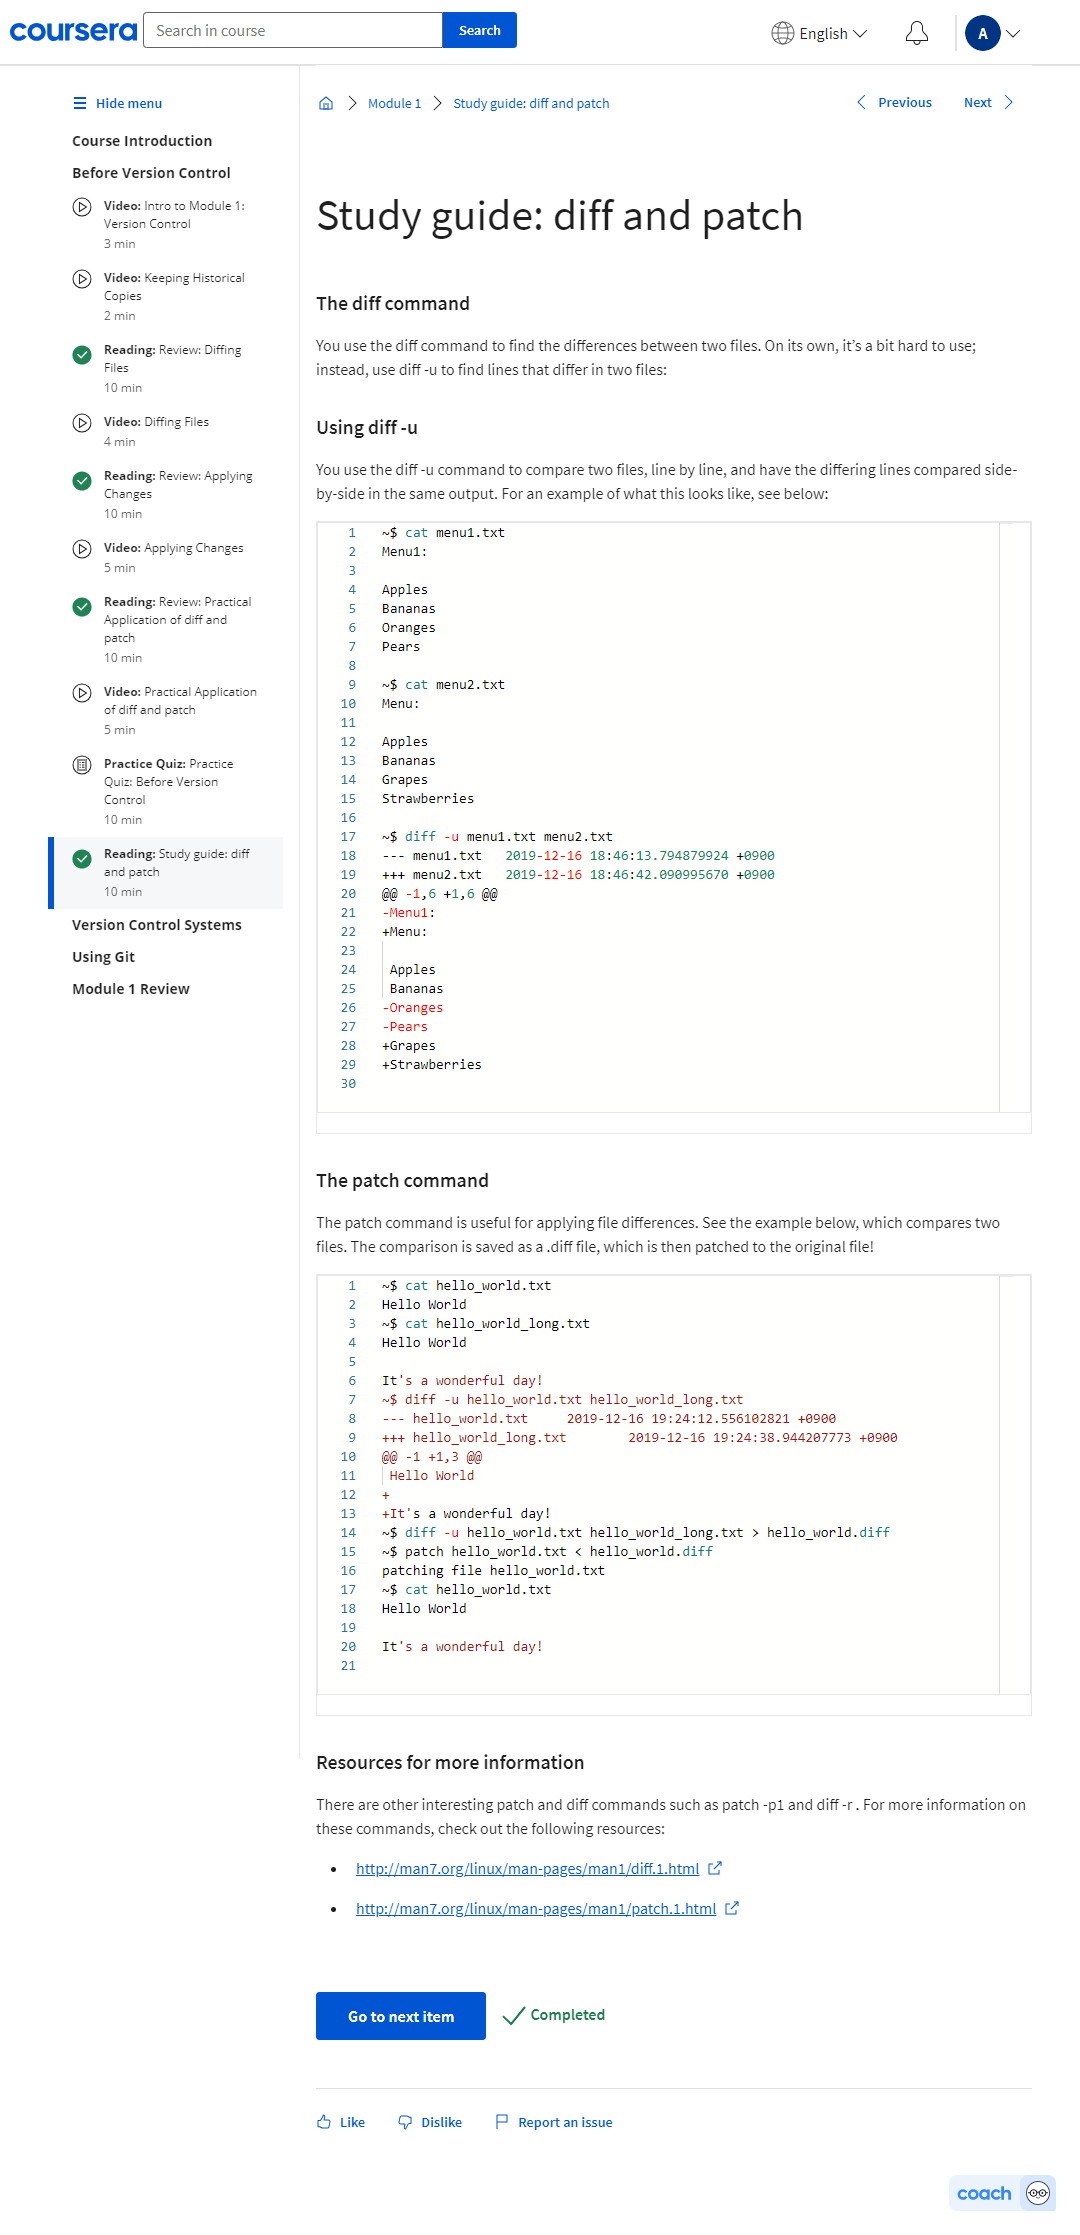 coursera
Search in course
Search
English
A
Hide menu
Course Introduction
Before Version Control
Video: Intro to Module 1:
Version Control
3 min
Video: Keeping Historical
Copies
2 min
Reading: Review: Diffing
Files
10 min
Video: Diffing Files
4 min
Reading: Review: Applying
Changes
10 min
Video: Applying Changes
5 min
Reading: Review: Practical
Application of diff and
patch
10 min
Video: Practical Application
of diff and patch
5 min
Practice Quiz: Practice
Quiz: Before Version
Control
10 min
Reading: Study guide: diff
and patch
10 min
Version Control Systems
Using Git
Module 1 Review
Module 1
Study guide: diff and patch
Previous
Next
Study guide: diff and patch
The diff command
You use the diff command to find the differences between two files. On its own, it’s a bit hard to use;
instead, use diff -u to find lines that differ in two files:
Using diff -u
You use the diff -u command to compare two files, line by line, and have the differing lines compared side-
by-side in the same output. For an example of what this looks like, see below:
1 ~$ cat menu1.txt
2 Menu1:
3
4 Apples
5 Bananas
6 Oranges
7 Pears
8
9 ~$ cat menu2.txt
10 Menu:
11
12 Apples
13 Bananas
14 Grapes
15 Strawberries
16
17 ~$ diff -u menu1.txt menu2.txt
18 --- menu1.txt   2019-12-16 18:46:13.794879924 +0900
19 +++ menu2.txt   2019-12-16 18:46:42.090995670 +0900
20 @@ -1,6 +1,6 @@
21 -Menu1:
22 +Menu:
23
24  Apples
25  Bananas
26 -Oranges
27 -Pears
28 +Grapes
29 +Strawberries
30
The patch command
The patch command is useful for applying file differences. See the example below, which compares two
files. The comparison is saved as a .diff file, which is then patched to the original file!
1 ~$ cat hello_world.txt
2 Hello World
3 ~$ cat hello_world_long.txt
4 Hello World
5
6 It's a wonderful day!
7 ~$ diff -u hello_world.txt hello_world_long.txt
8 --- hello_world.txt     2019-12-16 19:24:12.556102821 +0900
9 +++ hello_world_long.txt        2019-12-16 19:24:38.944207773 +0900
10 @@ -1 +1,3 @@
11  Hello World
12 +
13 +It's a wonderful day!
14 ~$ diff -u hello_world.txt hello_world_long.txt > hello_world.diff
15 ~$ patch hello_world.txt < hello_world.diff
16 patching file hello_world.txt
17 ~$ cat hello_world.txt
18 Hello World
19
20 It's a wonderful day!
21
Resources for more information
There are other interesting patch and diff commands such as patch -p1 and diff -r . For more information on
these commands, check out the following resources:
• http://man7.org/linux/man-pages/man1/diff.1.html
• http://man7.org/linux/man-pages/man1/patch.1.html
Go to next item
Completed
Like
Dislike
Report an issue
coach